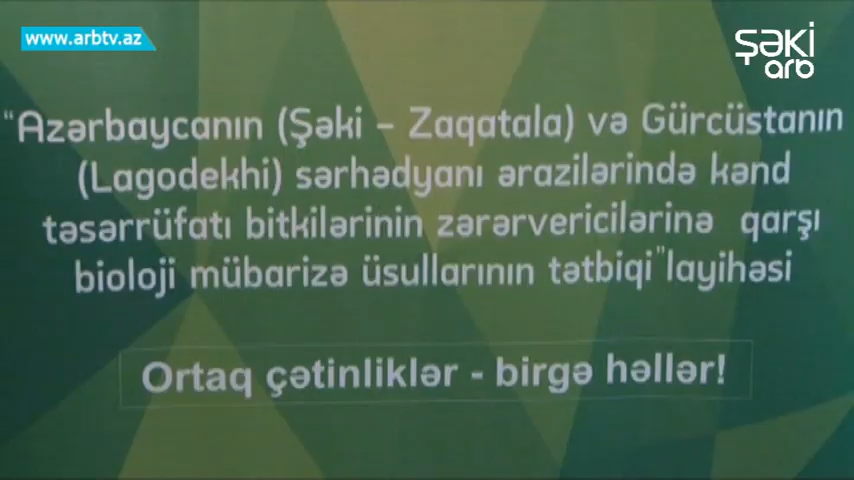 www.arbtv.az
ŞəKİ
arb
"Azərbaycanın (Şəki – Zaqatala) və Gürcüstanın
(Lagodekhi) sərhədyanı ərazilərində kənd
təsərrüfatı bitkilərinin zərərvericilərinə qarşı
bioloji mübarizə üsullarının tətbiqi"layihəsi
Ortaq çətinliklər - birgə həllər!